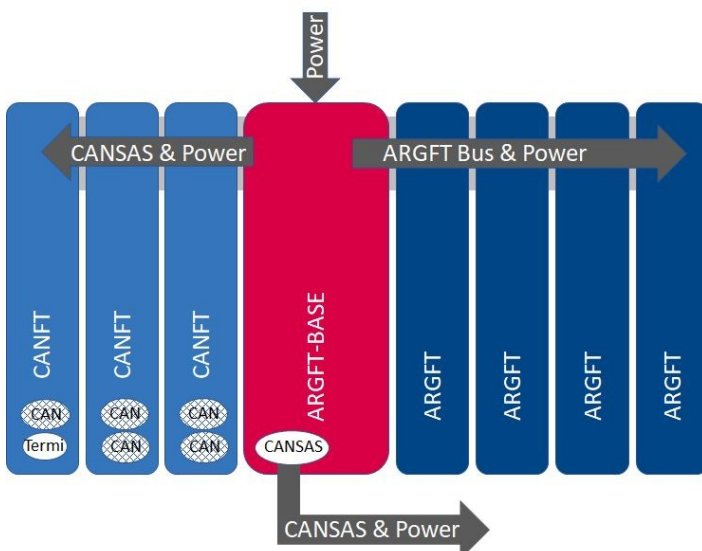 Power
CANSAS & Power
ARGFT Bus & Power
CANFT
CANFT
CANFT
ARGFT-BASE
ARGFT
ARGFT
ARGFT
ARGFT
CAN
CAN
CAN
Termi
CAN
CAN
CANSAS
CANSAS & Power